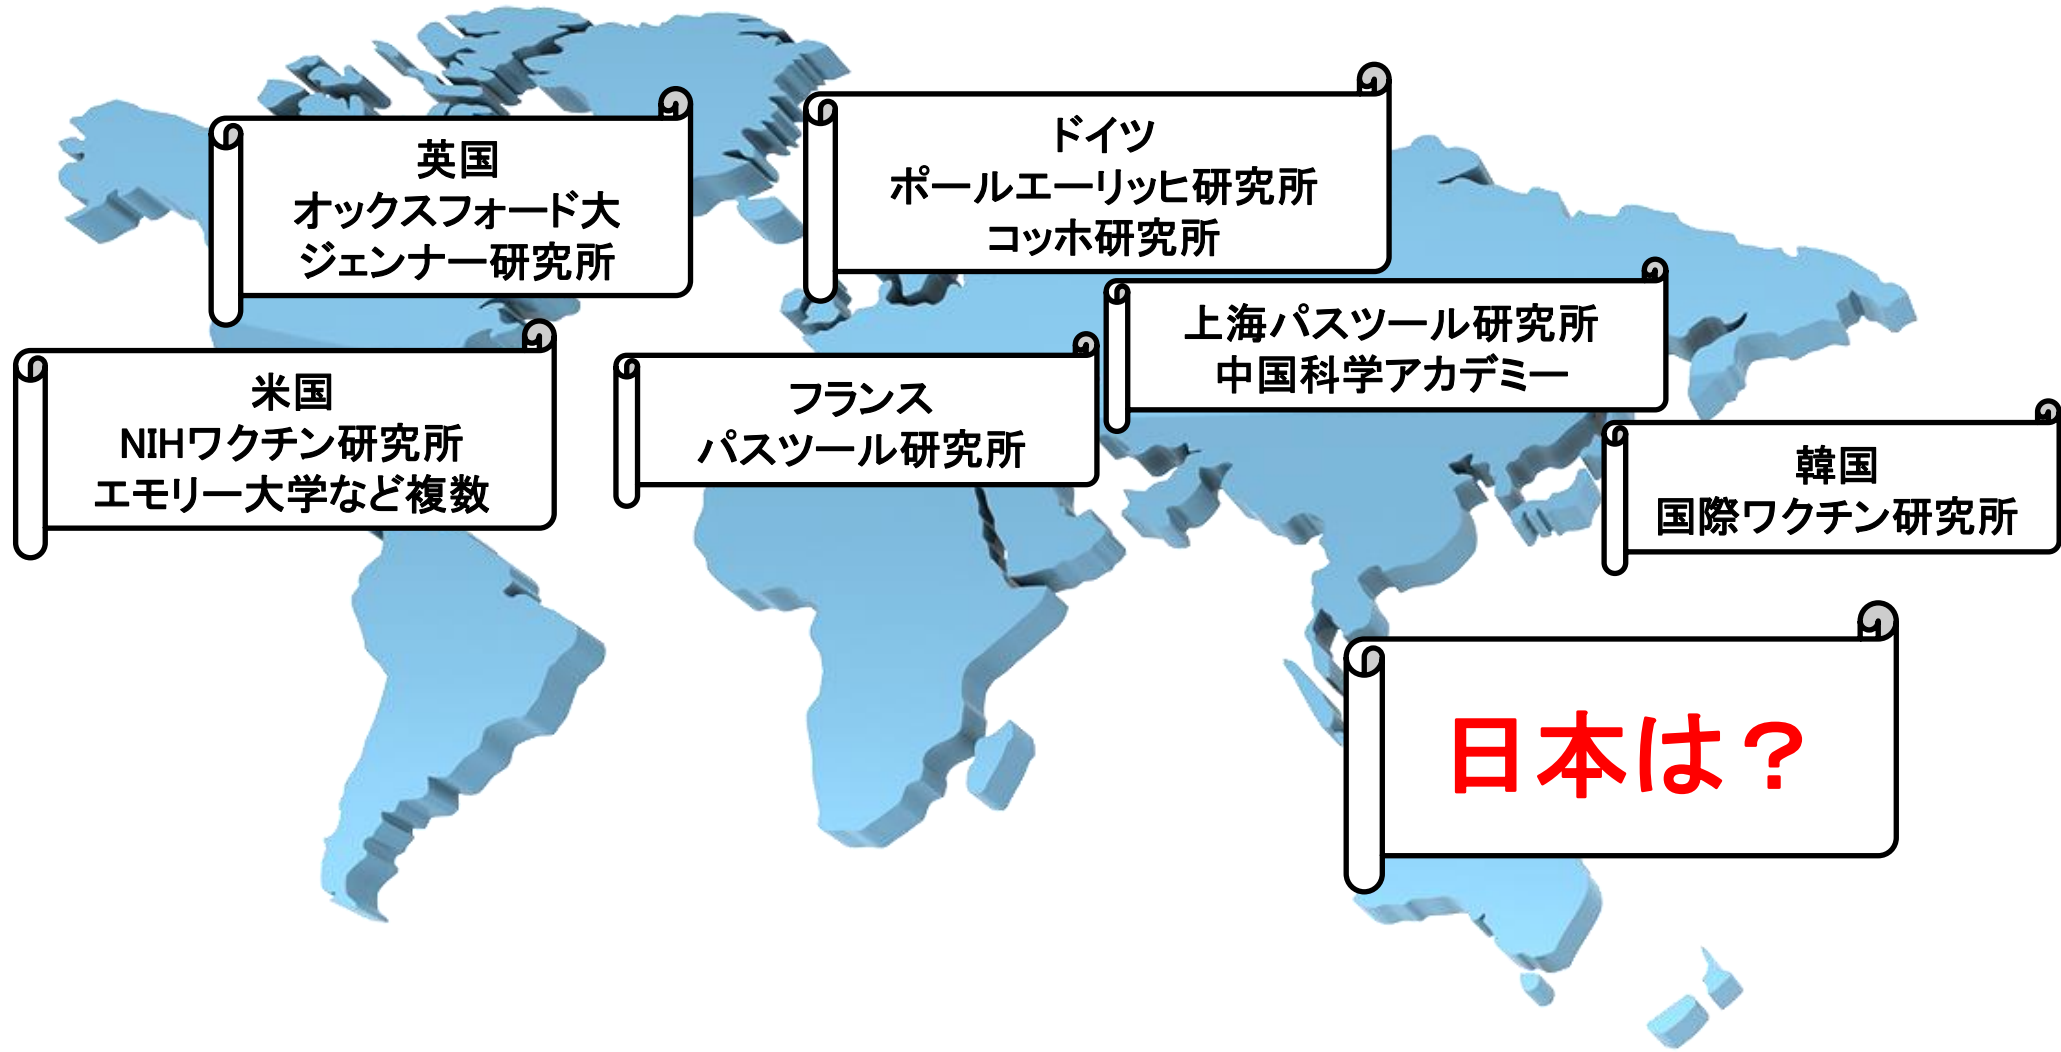 英国
オックスフォード大
ジェンナー研究所
ドイツ
ポールエーリッヒ研究所
コッホ研究所
上海パスツール研究所
中国科学アカデミー
米国
NIHワクチン研究所
エモリー大学など複数
フランス
パスツール研究所
韓国
国際ワクチン研究所
日本は？